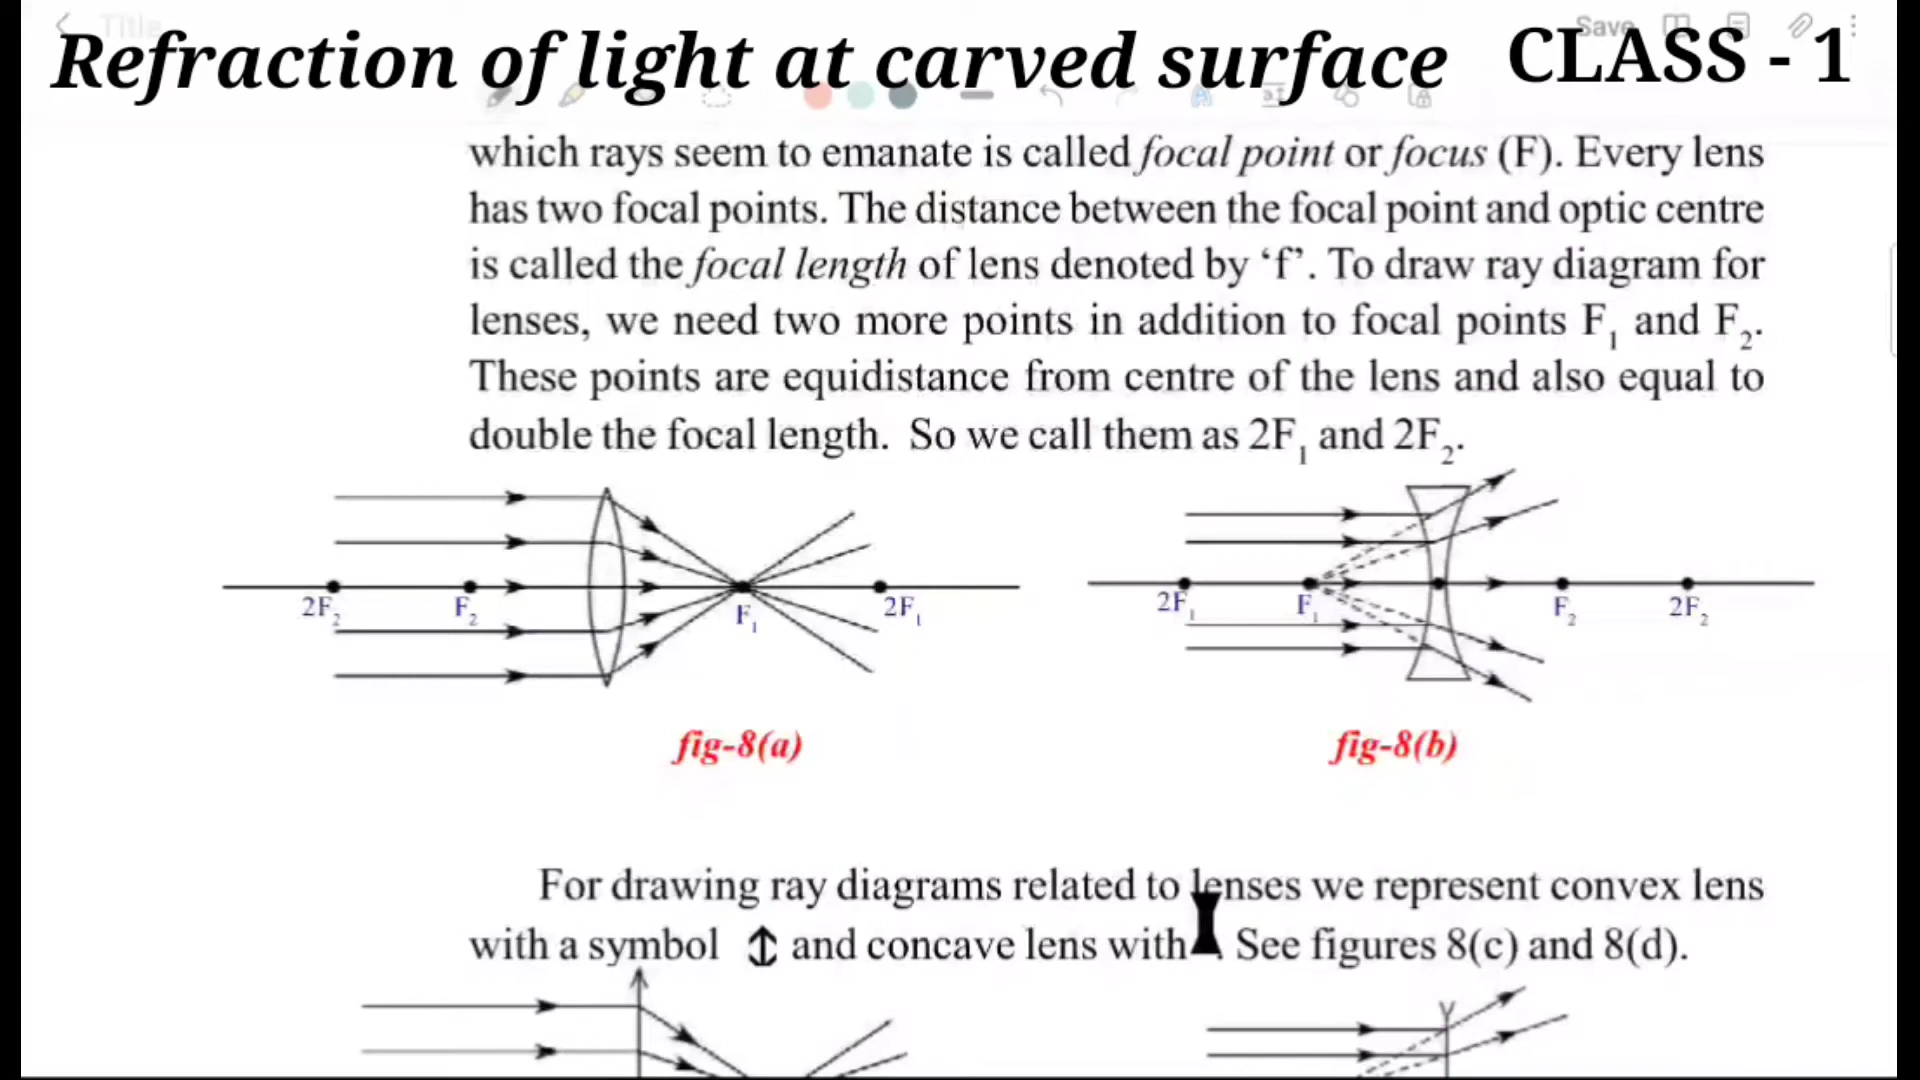 Title
Save
Refraction of light at carved surface CLASS - 1
which rays seem to emanate is called focal point or focus (F). Every lens
has two focal points. The distance between the focal point and optic centre
is called the focal length of lens denoted by ‘f’. To draw ray diagram for
lenses, we need two more points in addition to focal points F₁ and F₂.
These points are equidistance from centre of the lens and also equal to
double the focal length. So we call them as 2F₁ and 2F₂.
2F₂ F₂ F₁ 2F₁
2F₁ F₁ F₂ 2F₂
fig-8(a)
fig-8(b)
For drawing ray diagrams related to lenses we represent convex lens
with a symbol ↕ and concave lens with See figures 8(c) and 8(d).